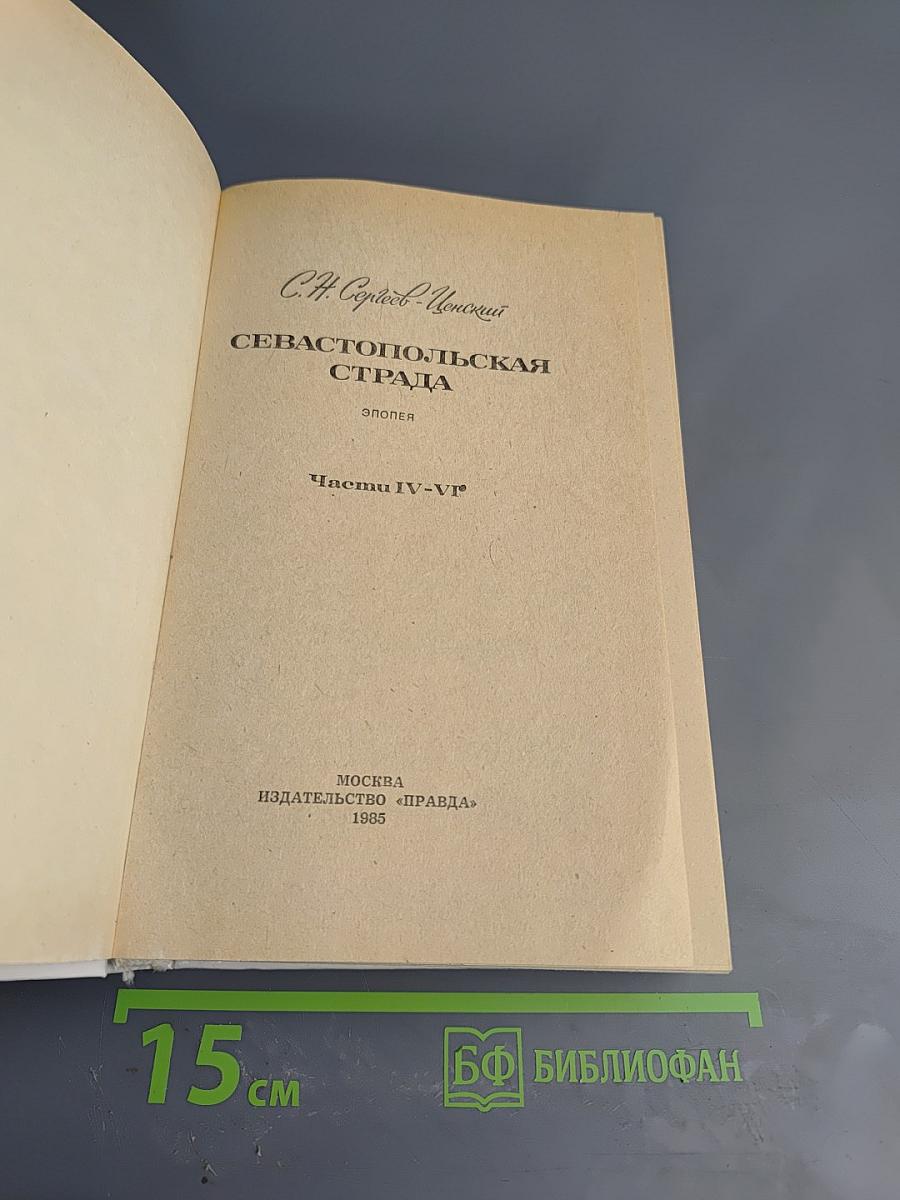 С. Н. Сергеев-Ценский
СЕВАСТОПОЛЬСКАЯ
СТРАДА
ЭПОПЕЯ
Части IV-VI
МОСКВА
ИЗДАТЕЛЬСТВО «ПРАВДА»
1985
15 см
БФ БИБЛИОФАН